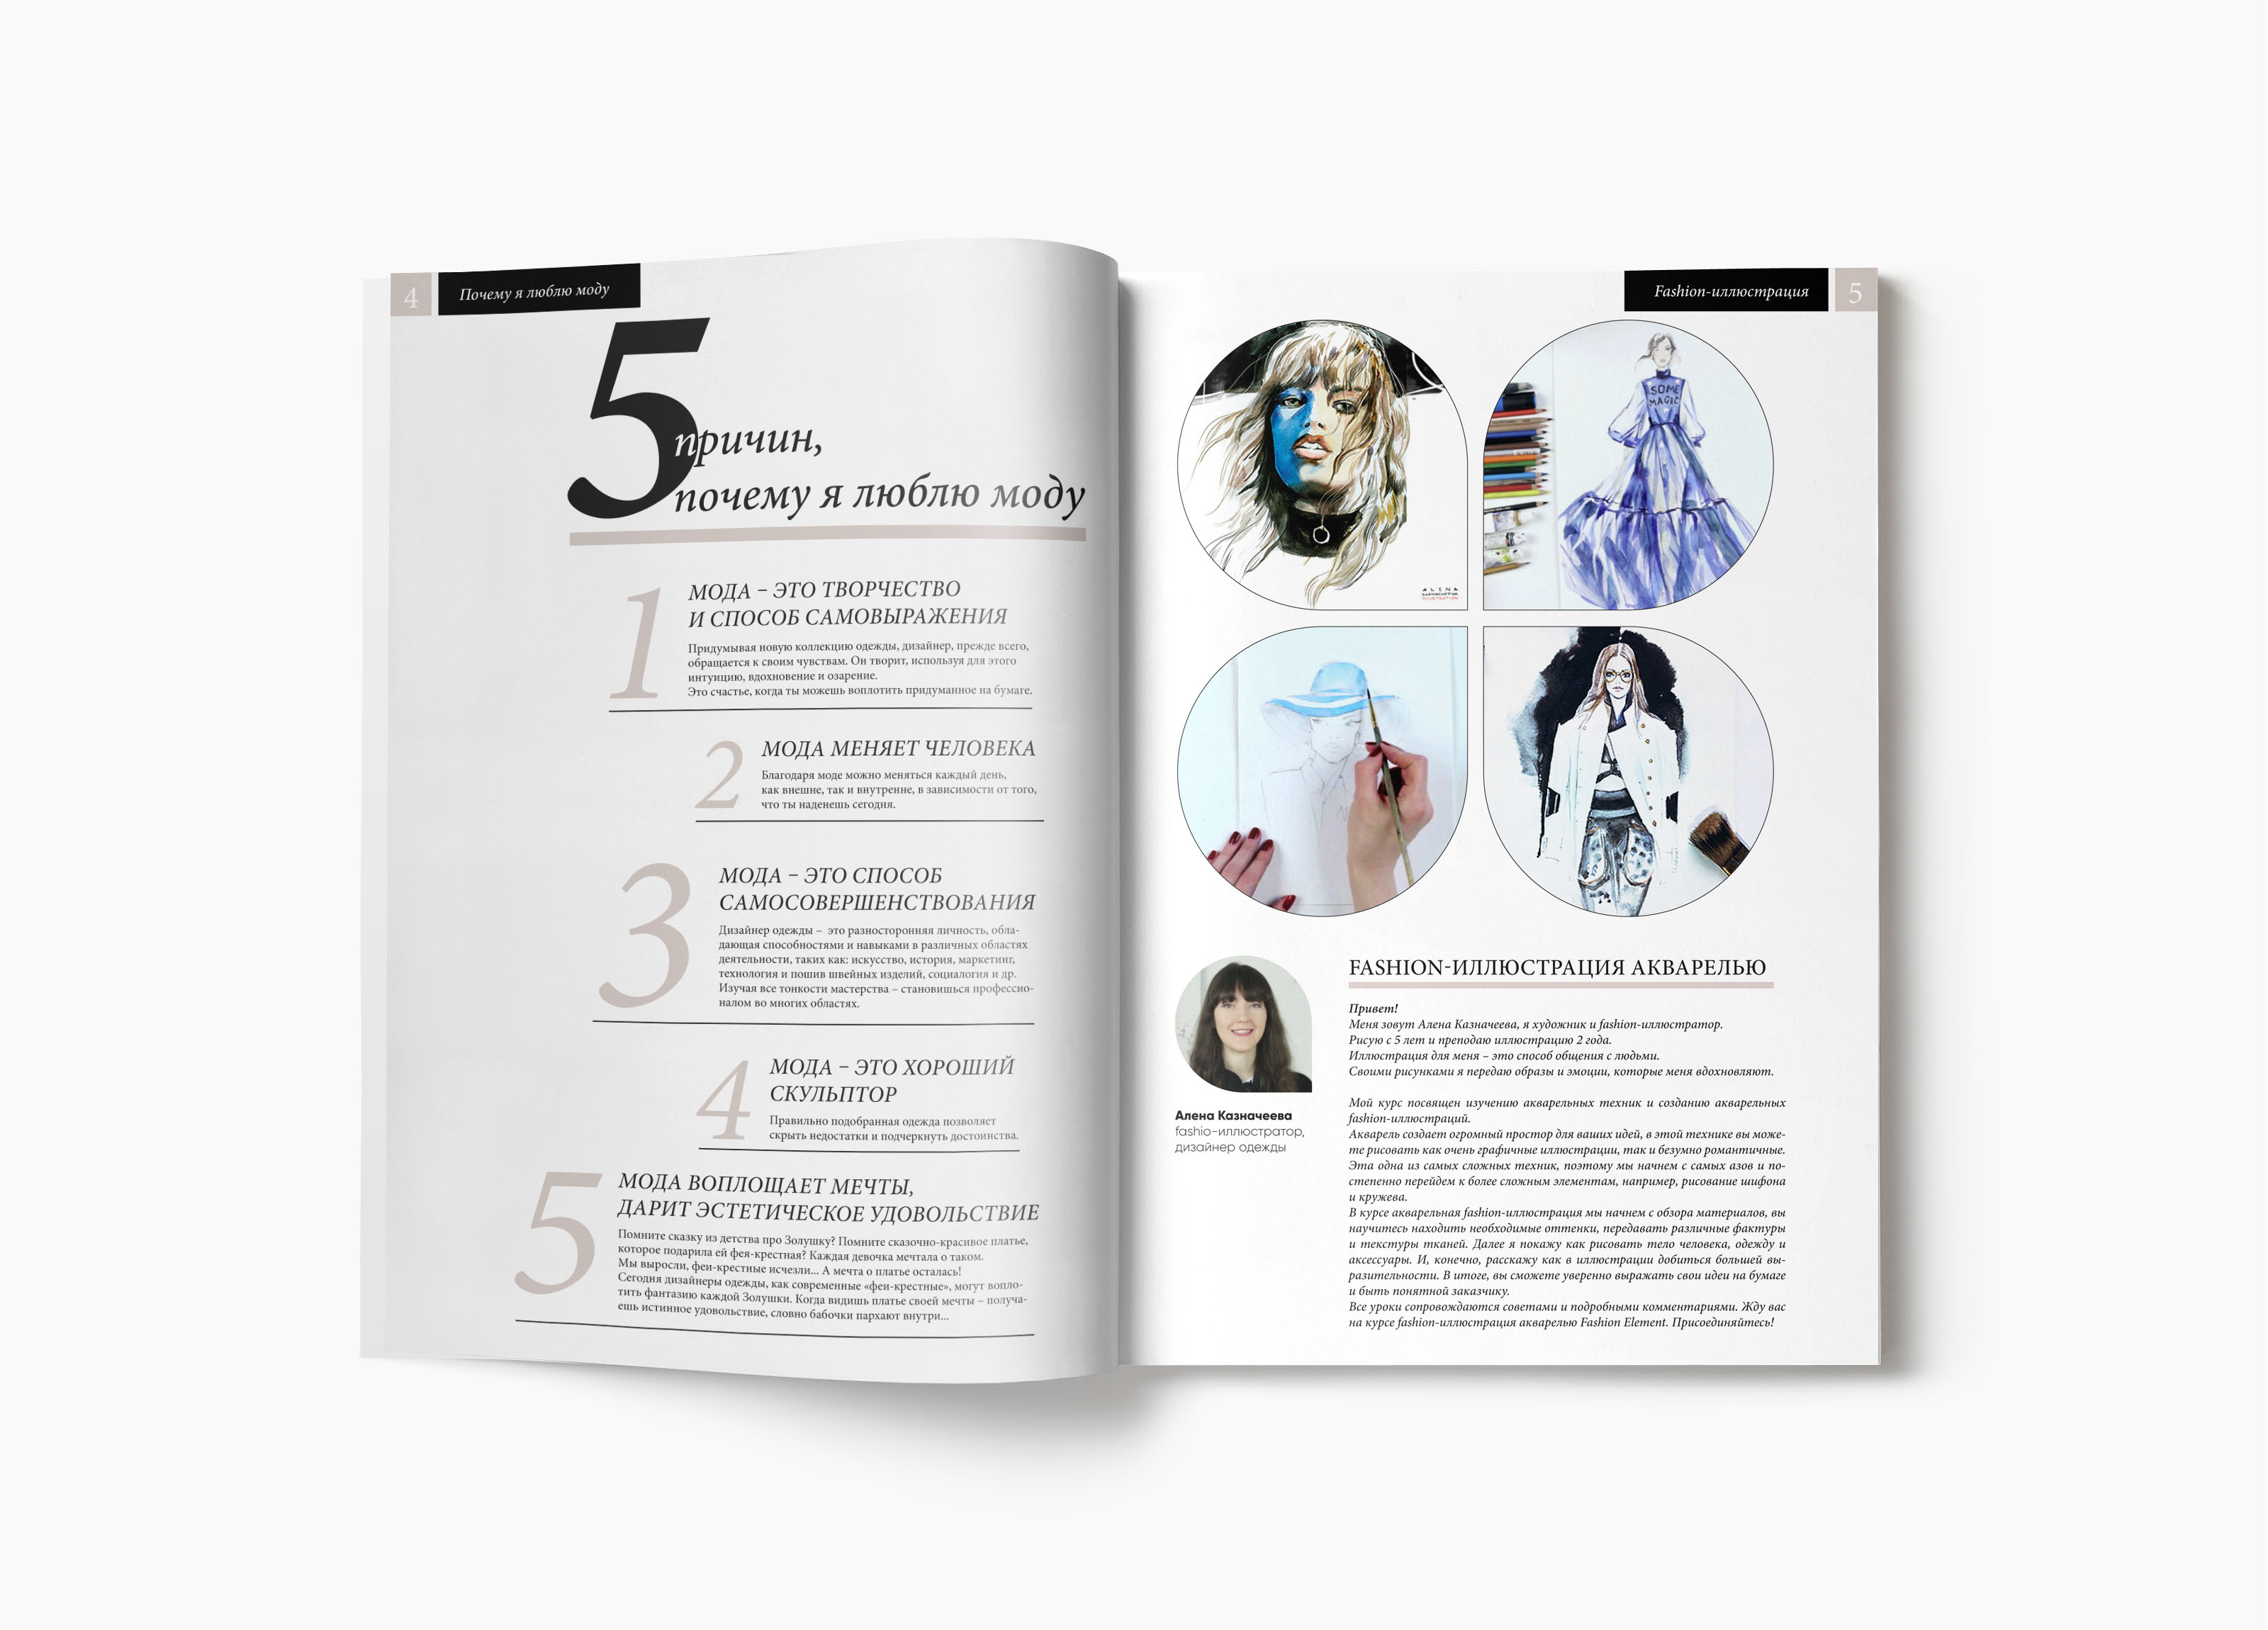 4
Почему я люблю моду
5 причин,
почему я люблю моду
1
МОДА – ЭТО ТВОРЧЕСТВО
И СПОСОБ САМОВЫРАЖЕНИЯ
Придумывая новую коллекцию одежды, дизайнер, прежде всего,
обращается к своим чувствам. Он творит, используя для этого
интуицию, вдохновение и озарение.
Это счастье, когда ты можешь воплотить придуманное на бумаге.
2
МОДА МЕНЯЕТ ЧЕЛОВЕКА
Благодаря моде можно меняться каждый день,
как внешне, так и внутренне, в зависимости от того,
что ты наденешь сегодня.
3
МОДА – ЭТО СПОСОБ
САМОСОВЕРШЕНСТВОВАНИЯ
Дизайнер одежды – это разносторонняя личность, обла-
дающая способностями и навыками в различных областях
деятельности, таких как: искусство, история, маркетинг,
технология и пошив швейных изделий, социалогия и др.
Изучая все тонкости мастерства – становишься профессио-
налом во многих областях.
4
МОДА – ЭТО ХОРОШИЙ
СКУЛЬПТОР
Правильно подобранная одежда позволяет
скрыть недостатки и подчеркнуть достоинства.
5
МОДА ВОПЛОЩАЕТ МЕЧТЫ,
ДАРИТ ЭСТЕТИЧЕСКОЕ УДОВОЛЬСТВИЕ
Помните сказку из детства про Золушку? Помните сказочно-красивое платье,
которое подарила ей фея-крестная? Каждая девочка мечтала о таком.
Мы выросли, феи-крестные исчезли... А мечта о платье осталась!
Сегодня дизайнеры одежды, как современные «феи-крестные», могут вопло-
тить фантазию каждой Золушки. Когда видишь платье своей мечты – получа-
ешь истинное удовольствие, словно бабочки пархают внутри...
Fashion-иллюстрация
5
ALENA
SOME
MAGIC
Алена Казначеева
fashio-иллюстратор,
дизайнер одежды
FASHION-ИЛЛЮСТРАЦИЯ АКВАРЕЛЬЮ
Привет!
Меня зовут Алена Казначеева, я художник и fashion-иллюстратор.
Рисую с 5 лет и преподаю иллюстрацию 2 года.
Иллюстрация для меня – это способ общения с людьми.
Своими рисунками я передаю образы и эмоции, которые меня вдохновляют.
Мой курс посвящен изучению акварельных техник и созданию акварельных
fashion-иллюстраций.
Акварель создает огромный простор для ваших идей, в этой технике вы може-
те рисовать как очень графичные иллюстрации, так и безумно романтичные.
Эта одна из самых сложных техник, поэтому мы начнем с самых азов и по-
степенно перейдем к более сложным элементам, например, рисование шифона
и кружева.
В курсе акварельная fashion-иллюстрация мы начнем с обзора материалов, вы
научитесь находить необходимые оттенки, передавать различные фактуры
и текстуры тканей. Далее я покажу как рисовать тело человека, одежду и
аксессуары. И, конечно, расскажу как в иллюстрации добиться большей вы-
разительности. В итоге, вы сможете уверенно выражать свои идеи на бумаге
и быть понятной заказчику.
Все уроки сопровождаются советами и подробными комментариями. Жду вас
на курсе fashion-иллюстрация акварелью Fashion Element. Присоединяйтесь!